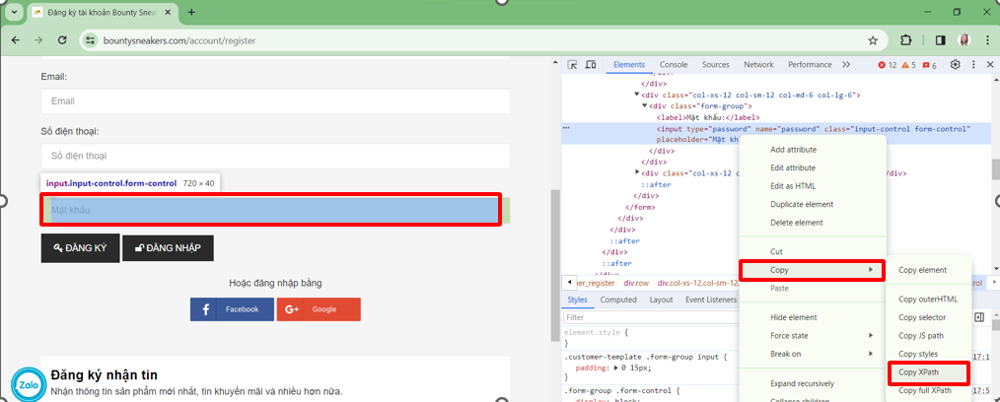 Đăng ký tài khoản Bounty Sneak
bountysneakers.com/account/register
Email:
Email
Số điện thoại:
Số điện thoại
input.input-control.form-control 720 × 40
Mật khẩu
ĐĂNG KÝ
ĐĂNG NHẬP
Hoặc đăng nhập bằng
Facebook
G+ Google
Zalo
Đăng ký nhận tin
Nhận thông tin sản phẩm mới nhất, tin khuyến mãi và nhiều hơn nữa.
Elements Console Sources Network Performance 12 5 6
</div>
</div>
<div class="col-xs-12 col-sm-12 col-md-6 col-lg-6">
<div class="form-group">
<label>Mật khẩu:</label>
<input type="password" name="password" class="input-control form-control"
placeholder="Mật kh
</div>
</div>
<div class="col-xs-12 c
::after
</div>
</form>
</div>
</div>
::after
</div>
::after
</div>
ner_register div.row div.col-xs-12.col-sm-12.
Styles Computed Layout Event Listeners
Filter
element.style {
}
.customer-template .form-group input {
padding: 0 15px;
}
.form-group .form-control {
display: block;
17:1
17:5
Add attribute
Edit attribute
Edit as HTML
Duplicate element
Delete element
Cut
Copy
Paste
Hide element
Force state
Break on
Expand recursively
Collapse children
Copy element
Copy outerHTML
Copy selector
Copy JS path
Copy styles
Copy XPath
Copy full XPath